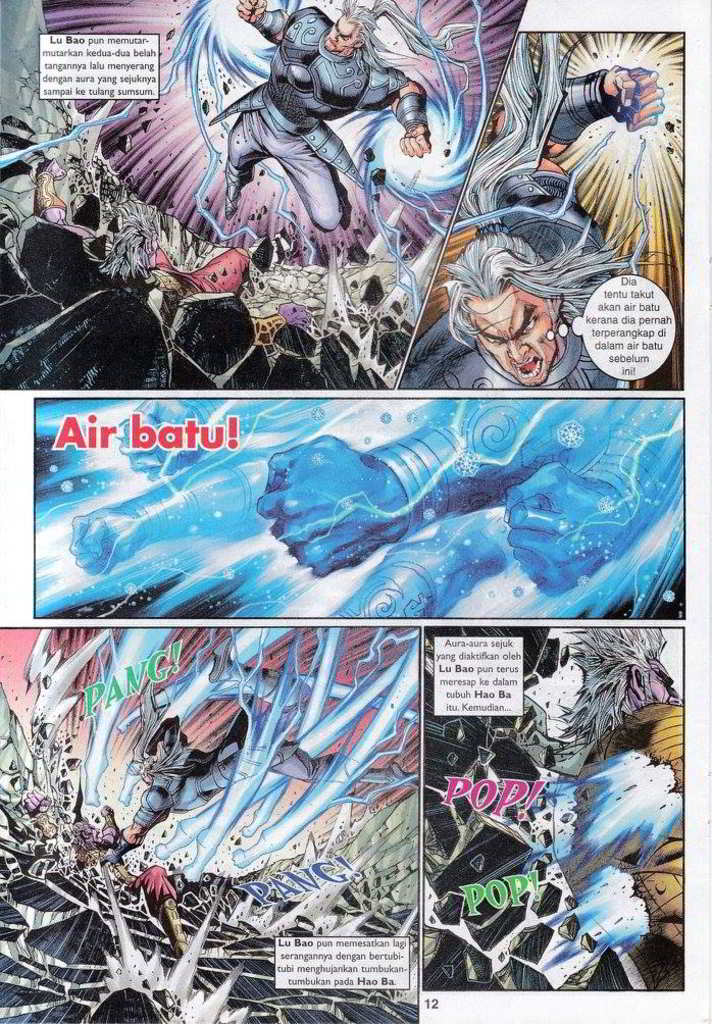 Lu Bao pun memutar-
mutarkan kedua-dua belah
tangannya lalu menyerang
dengan aura yang sejuknya
sampai ke tulang sumsum.
Dia
tentu takut
akan air batu
kerana dia pernah
terperangkap di
dalam air batu
sebelum
ini!
Air batu!
PANG!
PANG!
Lu Bao pun memesatkan lagi
serangannya dengan bertubi-
tubi menghujankan tumbukan-
tumbukan pada Hao Ba.
Aura-aura sejuk
yang diaktifkan oleh
Lu Bao pun terus
meresap ke dalam
tubuh Hao Ba
itu. Kemudian...
POP!
POP!
12